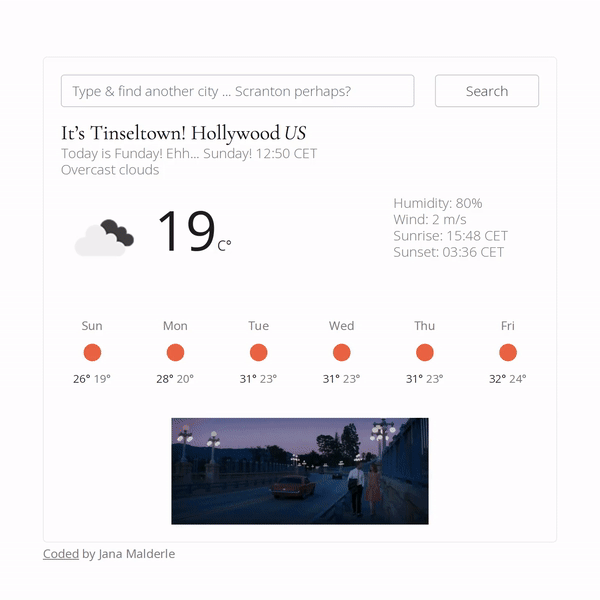 Type & find another city ... Scranton perhaps?
Search
It's Tinseltown! Hollywood US
Today is Funday! Ehh... Sunday! 12:50 CET
Overcast clouds
19 C°
Humidity: 80%
Wind: 2 m/s
Sunrise: 15:48 CET
Sunset: 03:36 CET
Sun Mon Tue Wed Thu Fri
26° 19° 28° 20° 31° 23° 31° 23° 31° 23° 32° 24°
Coded by Jana Malderle